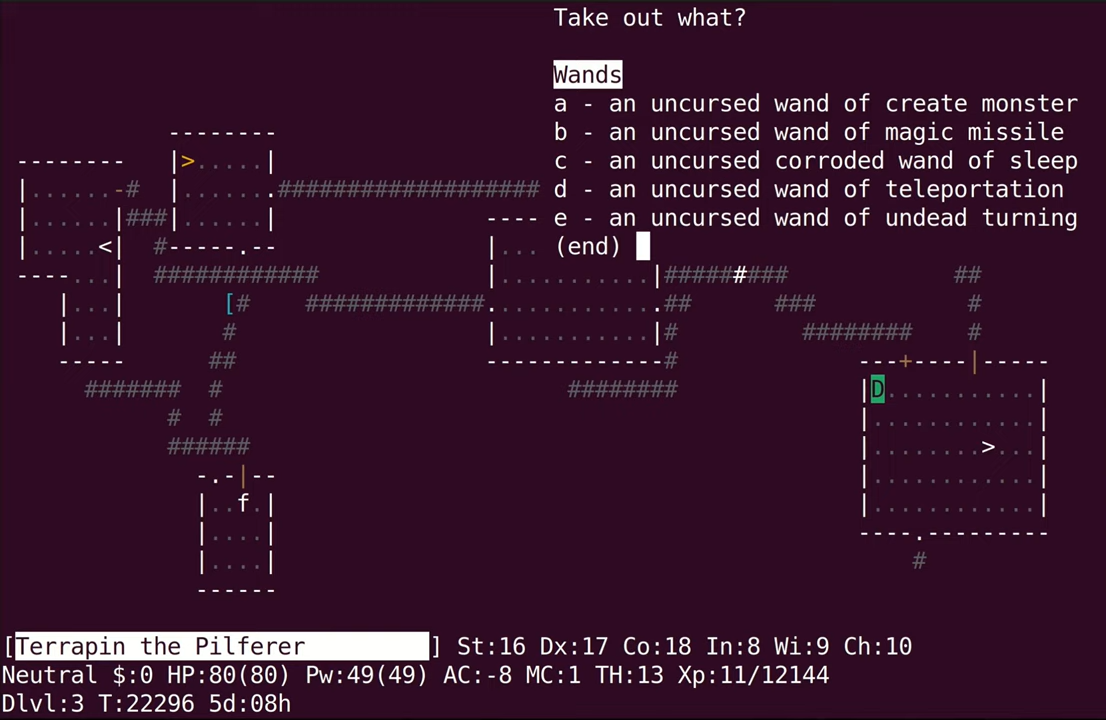 Take out what?
Wands
a - an uncursed wand of create monster
-------- b - an uncursed wand of magic missile
-------- |>.....| c - an uncursed corroded wand of sleep
|......-# |.......################### d - an uncursed wand of teleportation
|......|###|......| ---- e - an uncursed wand of undead turning
|.....<| #-----.-- |... (end)
----...| ############ |...........|######### ##
|...| [# #############............## ### #
|...| # |...........|# ######## #
----- ## -------------# ---+----|-----
####### # ######## |D...........|
# # |............|
###### |........>...|
-.-|-- |............|
|..f.| |............|
|....| ----.---------
|....| #
------
[Terrapin the Pilferer ] St:16 Dx:17 Co:18 In:8 Wi:9 Ch:10
Neutral $:0 HP:80(80) Pw:49(49) AC:-8 MC:1 TH:13 Xp:11/12144
Dlvl:3 T:22296 5d:08h